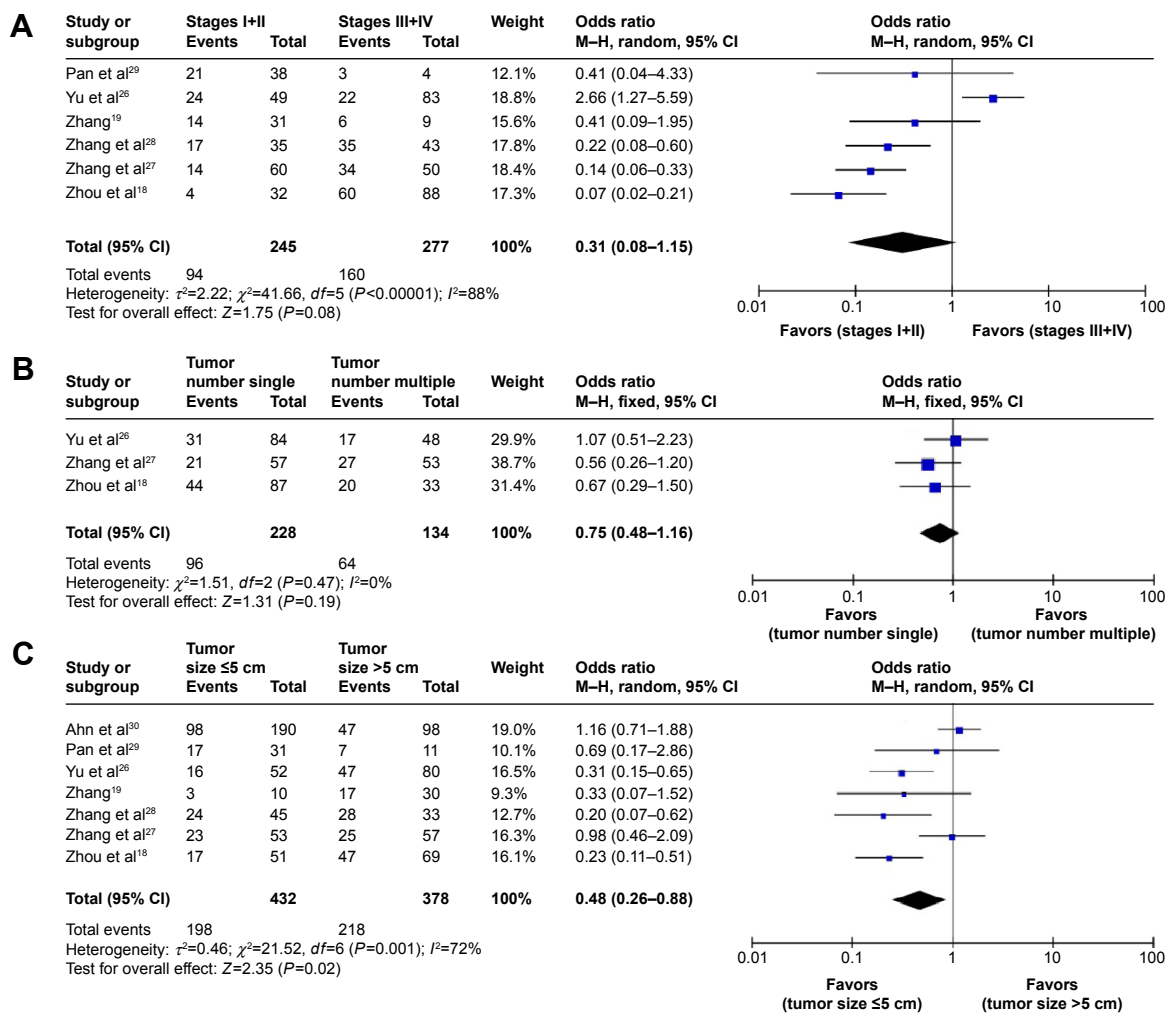 A
Study or subgroup Stages I+II Events Total Stages III+IV Events Total Weight Odds ratio M–H, random, 95% CI Odds ratio M–H, random, 95% CI
Pan et al29 21 38 3 4 12.1% 0.41 (0.04–4.33)
Yu et al26 24 49 22 83 18.8% 2.66 (1.27–5.59)
Zhang19 14 31 6 9 15.6% 0.41 (0.09–1.95)
Zhang et al28 17 35 35 43 17.8% 0.22 (0.08–0.60)
Zhang et al27 14 60 34 50 18.4% 0.14 (0.06–0.33)
Zhou et al18 4 32 60 88 17.3% 0.07 (0.02–0.21)
Total (95% CI) 245 277 100% 0.31 (0.08–1.15)
Total events 94 160
Heterogeneity: τ²=2.22; χ²=41.66, df=5 (P<0.00001); I²=88%
Test for overall effect: Z=1.75 (P=0.08)
0.01 0.1 1 10 100
Favors (stages I+II) Favors (stages III+IV)
B
Study or subgroup Tumor number single Events Total Tumor number multiple Events Total Weight Odds ratio M–H, fixed, 95% CI Odds ratio M–H, fixed, 95% CI
Yu et al26 31 84 17 48 29.9% 1.07 (0.51–2.23)
Zhang et al27 21 57 27 53 38.7% 0.56 (0.26–1.20)
Zhou et al18 44 87 20 33 31.4% 0.67 (0.29–1.50)
Total (95% CI) 228 134 100% 0.75 (0.48–1.16)
Total events 96 64
Heterogeneity: χ²=1.51, df=2 (P=0.47); I²=0%
Test for overall effect: Z=1.31 (P=0.19)
0.01 0.1 1 10 100
Favors Favors
(tumor number single) (tumor number multiple)
C
Study or subgroup Tumor size ≤5 cm Events Total Tumor size >5 cm Events Total Weight Odds ratio M–H, random, 95% CI Odds ratio M–H, random, 95% CI
Ahn et al30 98 190 47 98 19.0% 1.16 (0.71–1.88)
Pan et al29 17 31 7 11 10.1% 0.69 (0.17–2.86)
Yu et al26 16 52 47 80 16.5% 0.31 (0.15–0.65)
Zhang19 3 10 17 30 9.3% 0.33 (0.07–1.52)
Zhang et al28 24 45 28 33 12.7% 0.20 (0.07–0.62)
Zhang et al27 23 53 25 57 16.3% 0.98 (0.46–2.09)
Zhou et al18 17 51 47 69 16.1% 0.23 (0.11–0.51)
Total (95% CI) 432 378 100% 0.48 (0.26–0.88)
Total events 198 218
Heterogeneity: τ²=0.46; χ²=21.52, df=6 (P=0.001); I²=72%
Test for overall effect: Z=2.35 (P=0.02)
0.01 0.1 1 10 100
Favors Favors
(tumor size ≤5 cm) (tumor size >5 cm)